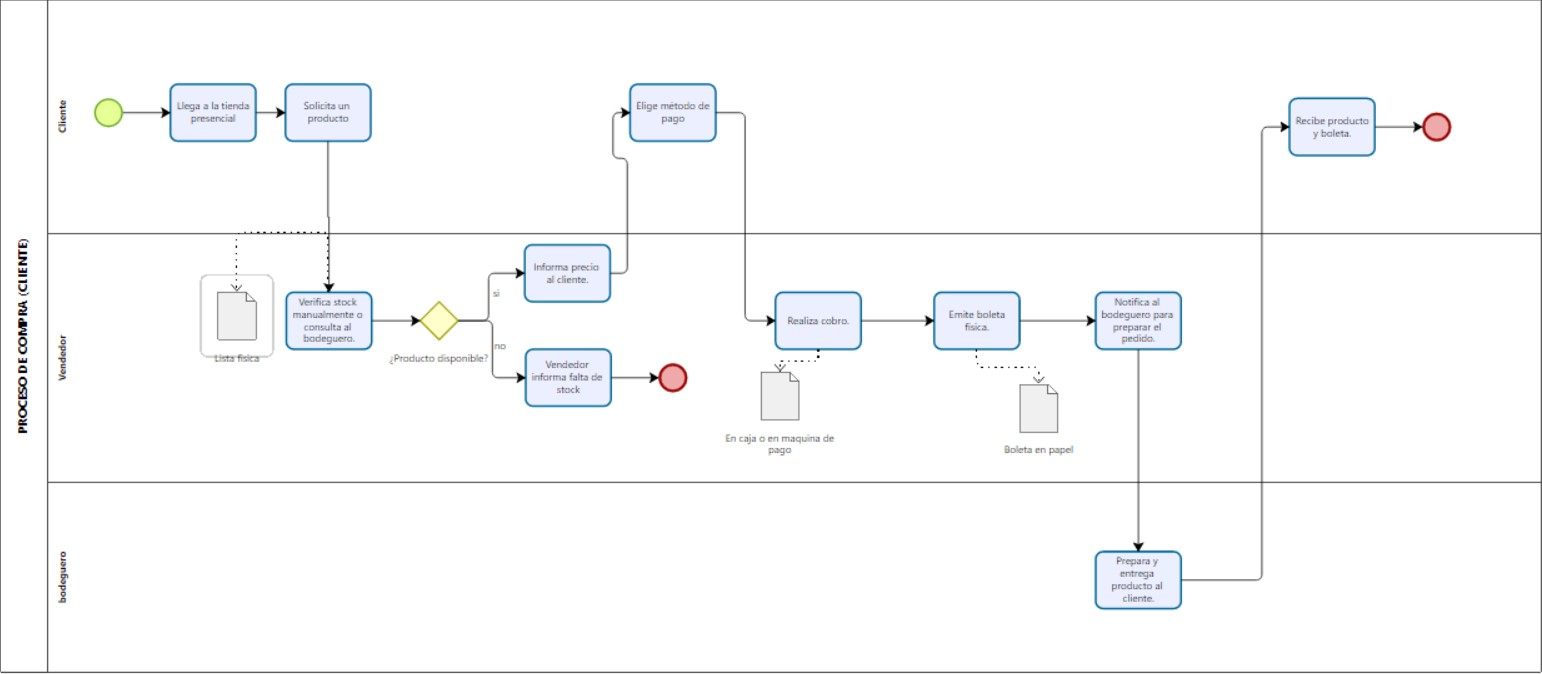 PROCESO DE COMPRA (CLIENTE)
Cliente
Llega a la tienda
presencial
Solicita un
producto
Elige método de
pago
Recibe producto
y boleta.
Vendedor
Lista fisica
Verifica stock
manualmente o
consulta al
bodeguero.
¿Producto disponible?
si
no
Informa precio
al cliente.
Vendedor
informa falta de
stock
Realiza cobro.
En caja o en maquina de
pago
Emite boleta
fisica.
Boleta en papel
Notifica al
bodeguero para
preparar el
pedido.
bodeguero
Prepara y
entrega
producto al
cliente.